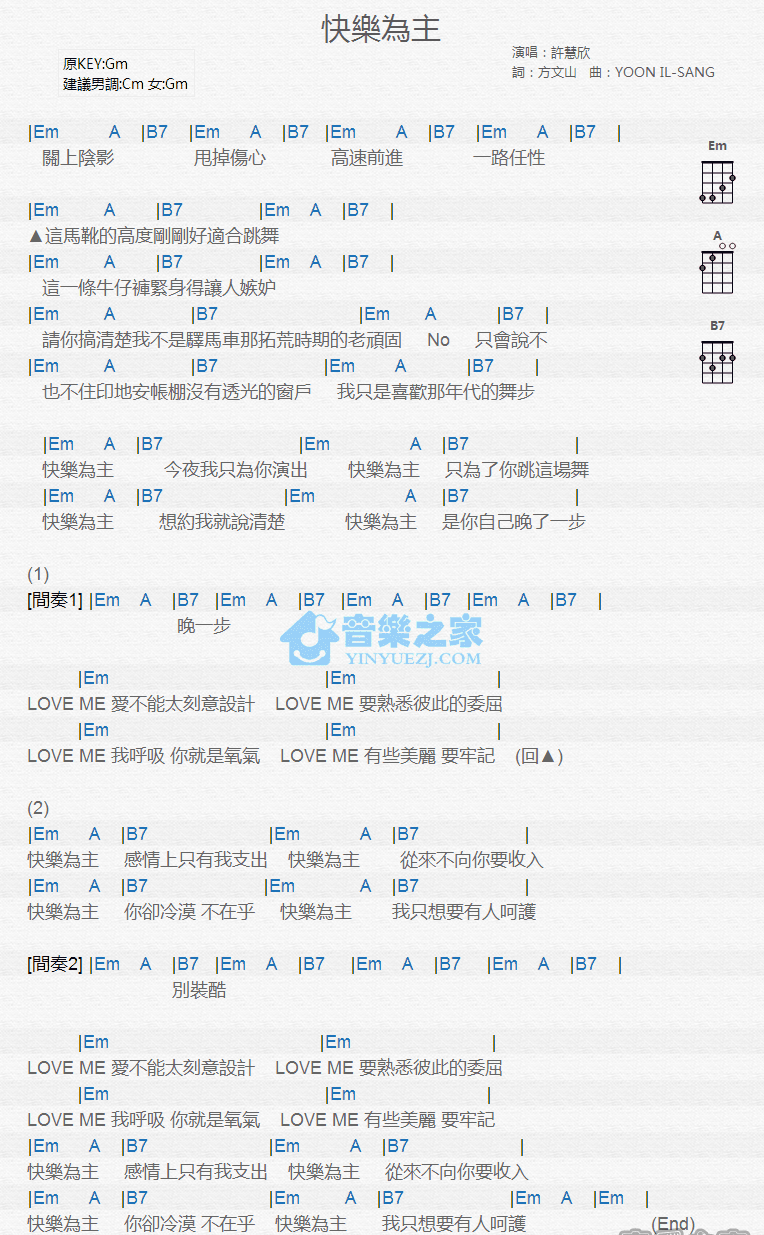 快樂為主
演唱：許慧欣
原KEY:Gm
詞：方文山 曲：YOON IL-SANG
建議男調:Cm 女:Gm
|Em A |B7 |Em A |B7 |Em A |B7 |Em A |B7 |
關上陰影 甩掉傷心 高速前進 一路任性
Em
|Em A |B7 |Em A |B7 |
▲這馬靴的高度剛剛好適合跳舞
A
|Em A |B7 |Em A |B7 |
這一條牛仔褲緊身得讓人嫉妒
|Em A |B7 |Em A |B7 |
B7
請你搞清楚我不是驛馬車那拓荒時期的老頑固 No 只會說不
|Em A |B7 |Em A |B7 |
也不住印地安帳棚沒有透光的窗戶 我只是喜歡那年代的舞步
|Em A |B7 |Em A |B7 |
快樂為主 今夜我只為你演出 快樂為主 只為了你跳這場舞
|Em A |B7 |Em A |B7 |
快樂為主 想約我就說清楚 快樂為主 是你自己晚了一步
(1)
[間奏1] |Em A |B7 |Em A |B7 |Em A |B7 |Em A |B7 |
晚一步
音樂之家
YINYUEZJ.COM
|Em |Em |
LOVE ME 愛不能太刻意設計 LOVE ME 要熟悉彼此的委屈
|Em |Em |
LOVE ME 我呼吸 你就是氧氣 LOVE ME 有些美麗 要牢記 (回▲)
(2)
|Em A |B7 |Em A |B7 |
快樂為主 感情上只有我支出 快樂為主 從來不向你要收入
|Em A |B7 |Em A |B7 |
快樂為主 你卻冷漠 不在乎 快樂為主 我只想要有人呵護
[間奏2] |Em A |B7 |Em A |B7 |Em A |B7 |Em A |B7 |
別裝酷
|Em |Em |
LOVE ME 愛不能太刻意設計 LOVE ME 要熟悉彼此的委屈
|Em |Em |
LOVE ME 我呼吸 你就是氧氣 LOVE ME 有些美麗 要牢記
|Em A |B7 |Em A |B7 |
快樂為主 感情上只有我支出 快樂為主 從來不向你要收入
|Em A |B7 |Em A |B7 |Em A |Em |
快樂為主 你卻冷漠 不在乎 快樂為主 我只想要有人呵護 (End)